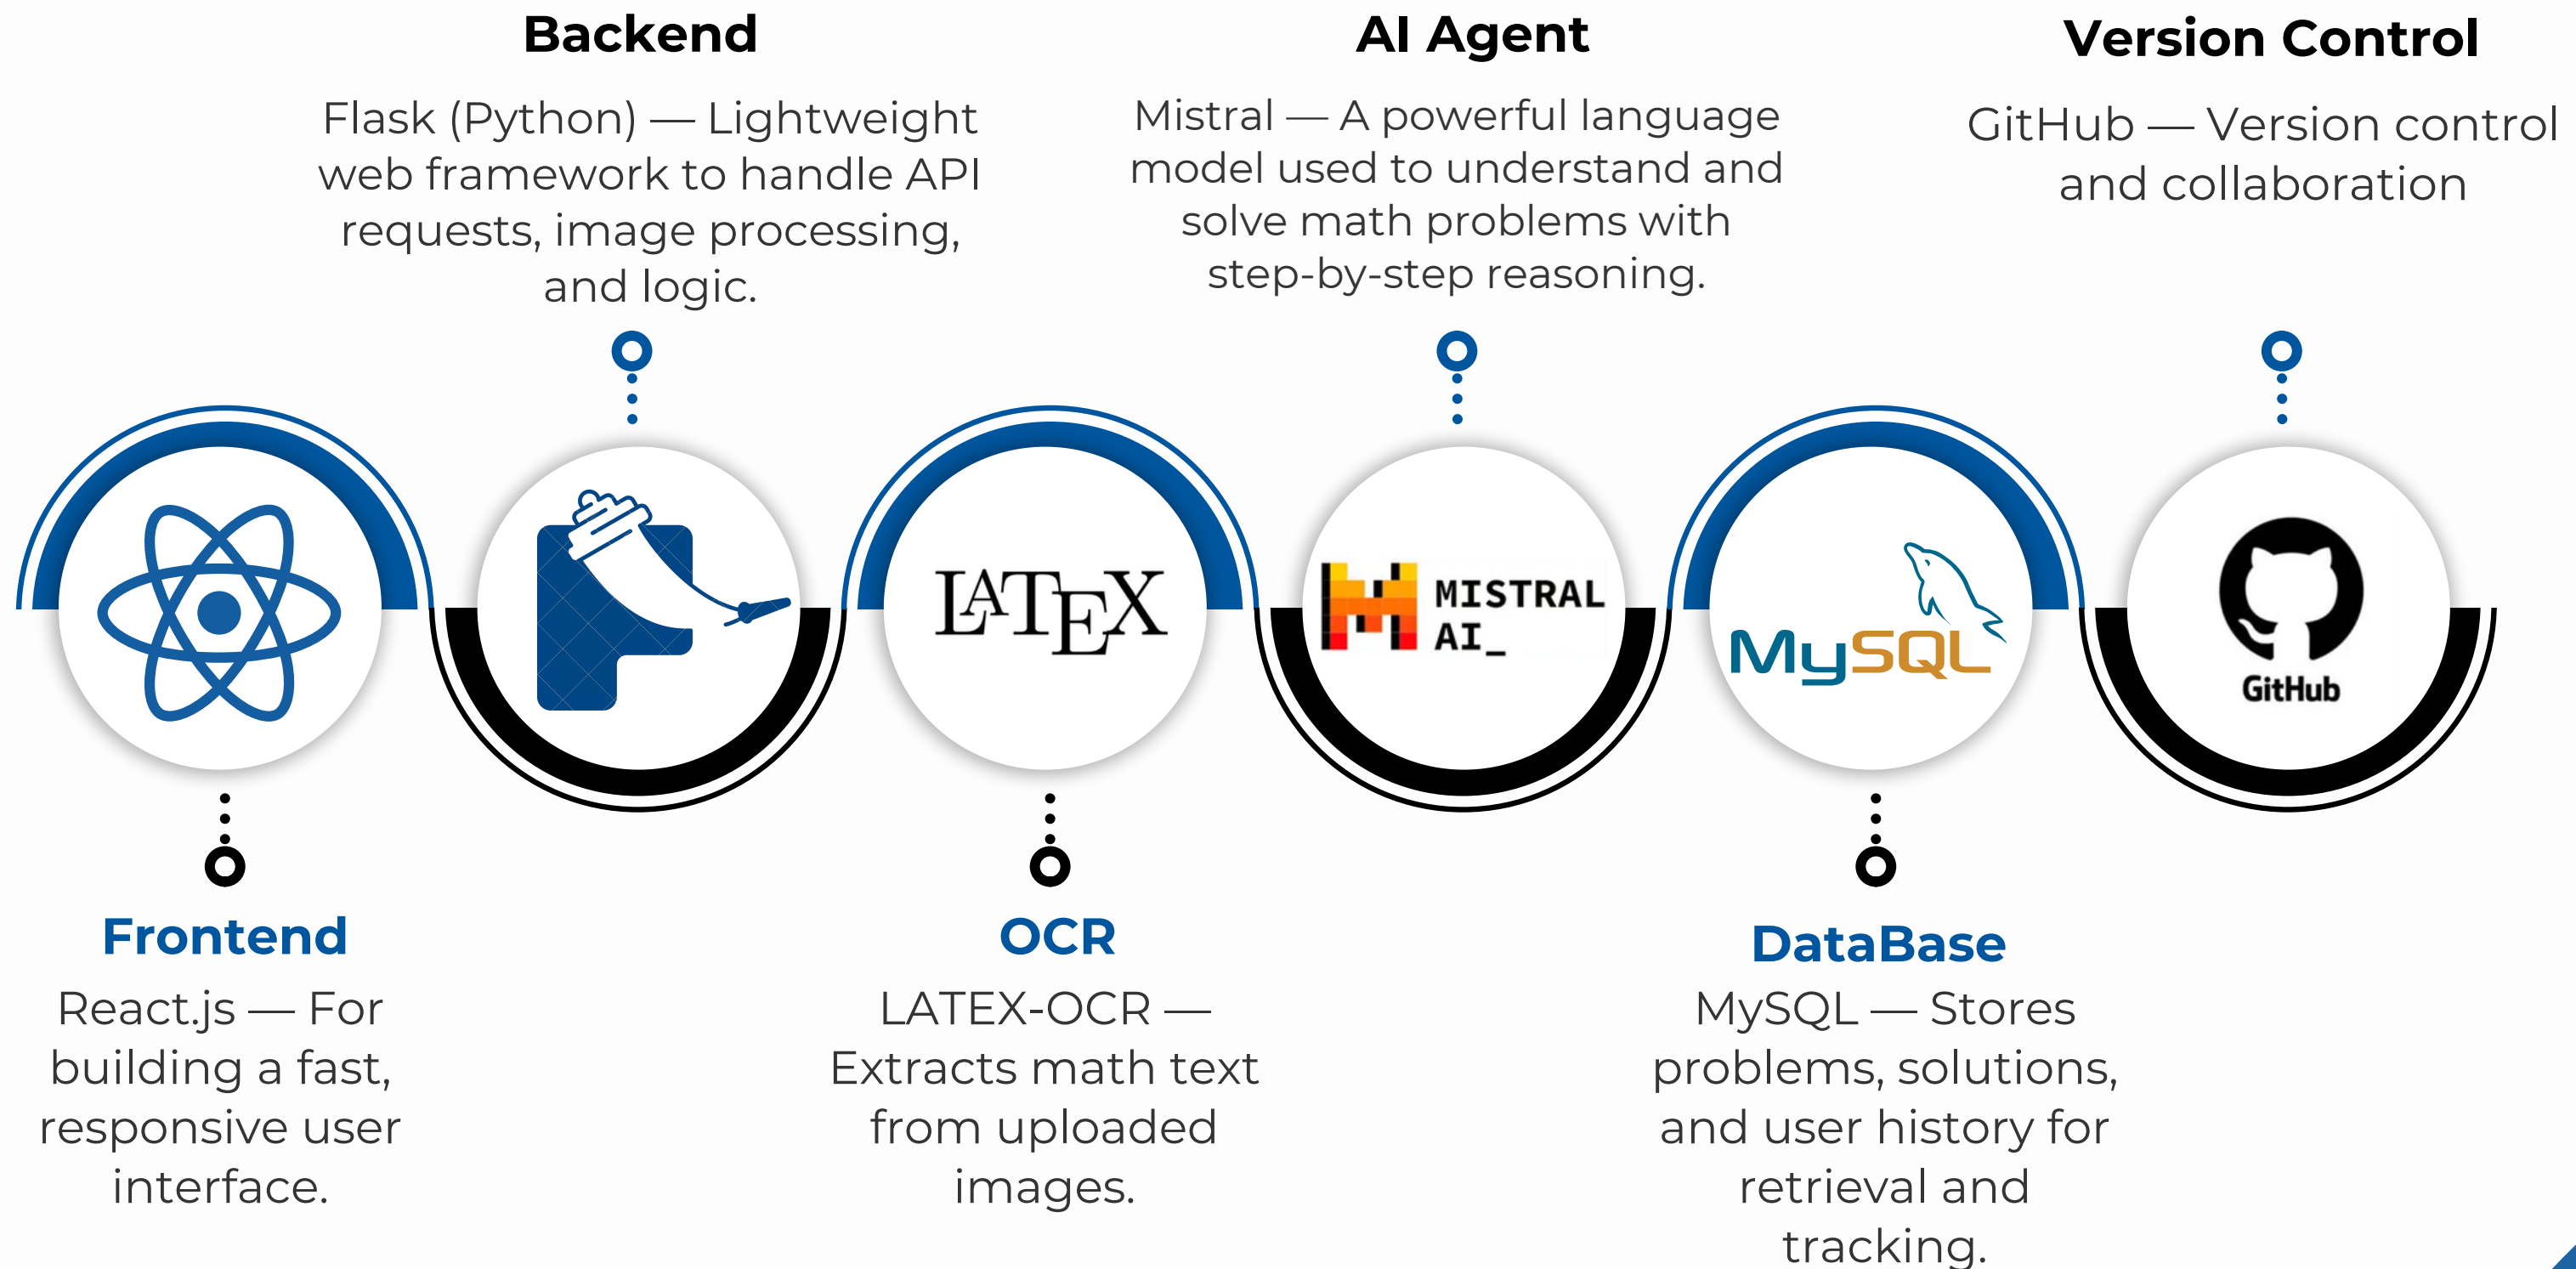 Backend
Flask (Python) — Lightweight
web framework to handle API
requests, image processing,
and logic.
AI Agent
Mistral — A powerful language
model used to understand and
solve math problems with
step-by-step reasoning.
Version Control
GitHub — Version control
and collaboration
LATEX
MISTRAL
AI_
MySQL
GitHub
Frontend
React.js — For
building a fast,
responsive user
interface.
OCR
LATEX-OCR —
Extracts math text
from uploaded
images.
DataBase
MySQL — Stores
problems, solutions,
and user history for
retrieval and
tracking.